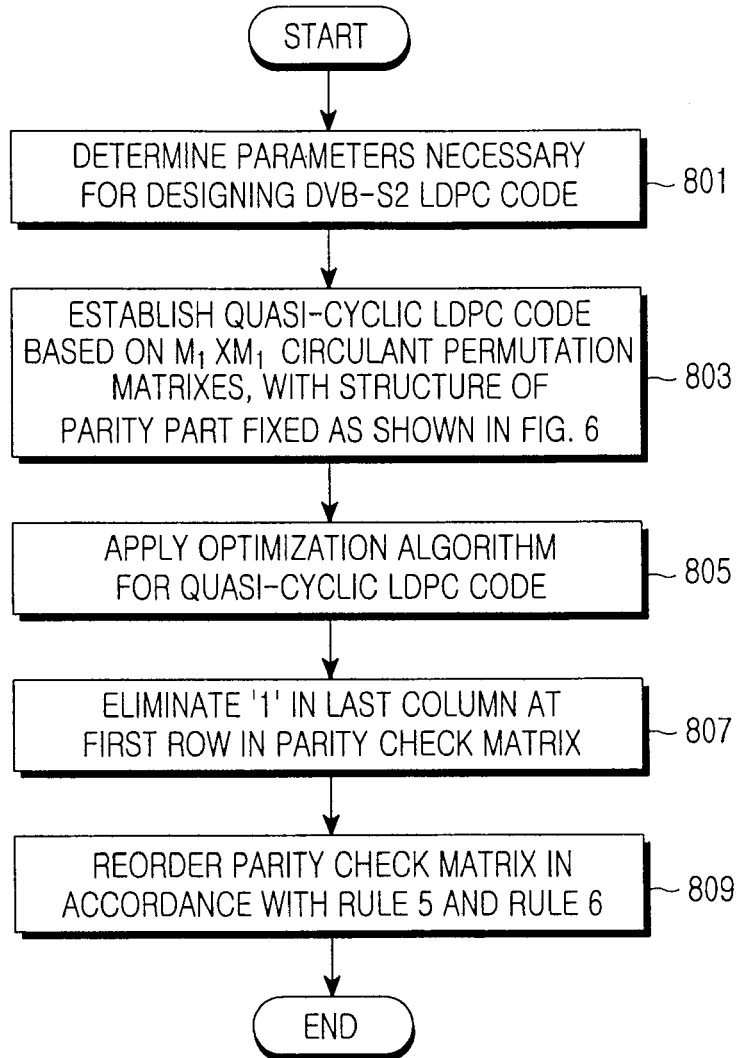 START
DETERMINE PARAMETERS NECESSARY
FOR DESIGNING DVB-S2 LDPC CODE
801
ESTABLISH QUASI-CYCLIC LDPC CODE
BASED ON M₁ XM₁ CIRCULANT PERMUTATION
MATRIXES, WITH STRUCTURE OF
PARITY PART FIXED AS SHOWN IN FIG. 6
803
APPLY OPTIMIZATION ALGORITHM
FOR QUASI-CYCLIC LDPC CODE
805
ELIMINATE '1' IN LAST COLUMN AT
FIRST ROW IN PARITY CHECK MATRIX
807
REORDER PARITY CHECK MATRIX IN
ACCORDANCE WITH RULE 5 AND RULE 6
809
END